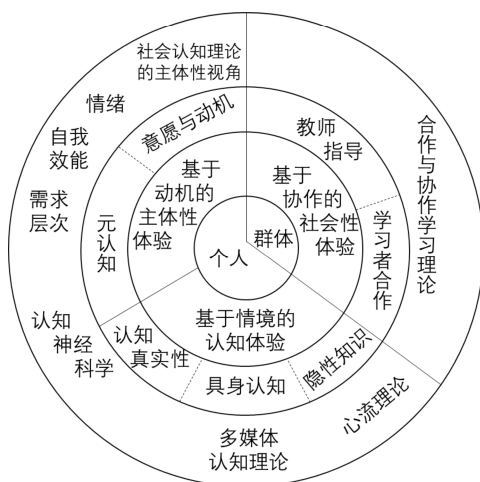 社会认知理论
的主体性视角
情绪
自我
效能
需求
层次
认知
神经
科学
多媒体
认知理论
心流理论
合作与协作学习理论
意愿与动机
元认知
认知
真实性
具身认知
隐性知识
学习者合作
教师
指导
基于
动机的
主体性
体验
基于
协作的
社会性
体验
基于情境的
认知体验
个人
群体